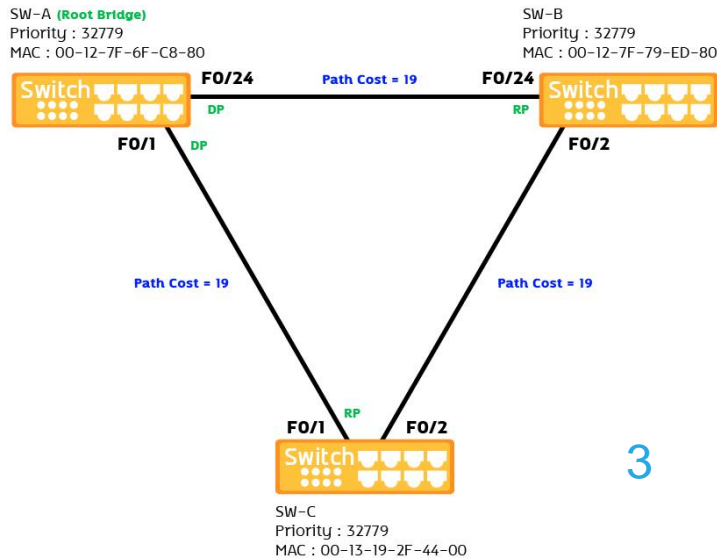 SW-A (Root Bridge)
Priority : 32779
MAC : 00-12-7F-6F-C8-80
SW-B
Priority : 32779
MAC : 00-12-7F-79-ED-80
Switch
F0/24
Path Cost = 19
F0/24
Switch
DP
RP
F0/1
DP
F0/2
Path Cost = 19
Path Cost = 19
RP
F0/1
F0/2
Switch
3
SW-C
Priority : 32779
MAC : 00-13-19-2F-44-00